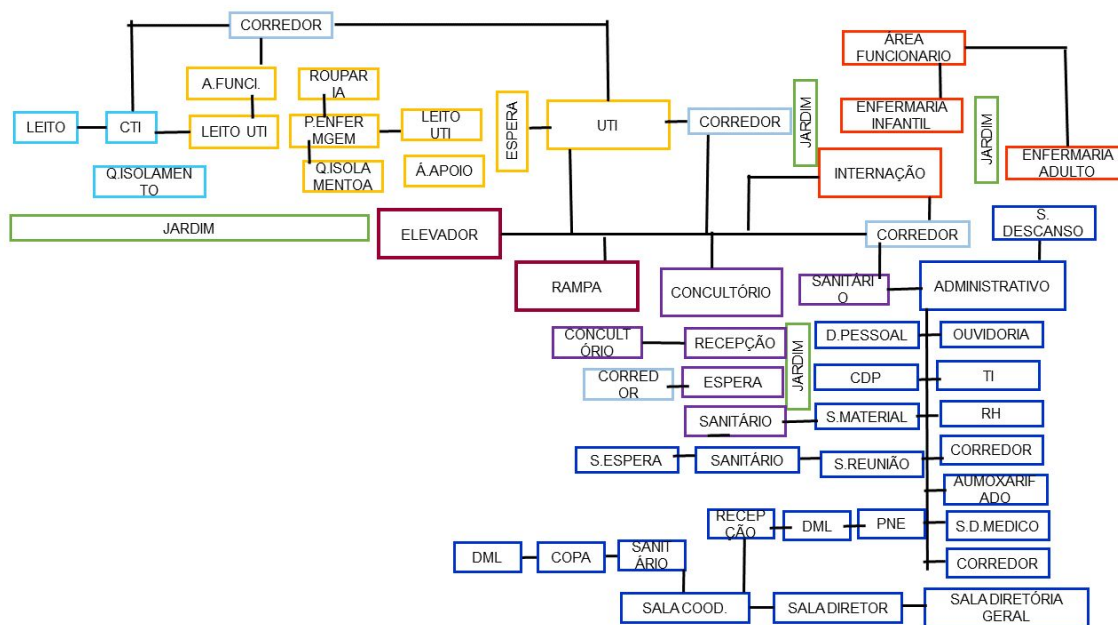 CORREDOR
ÁREA
FUNCIONARIO
A.FUNCI.
ROUPAR
IA
LEITO
CTI
LEITO UTI
P.ENFER
MGEM
LEITO
UTI
ESPERA
UTI
CORREDOR
JARDIM
ENFERMARIA
INFANTIL
JARDIM
ENFERMARIA
ADULTO
Q.ISOLAMEN
TO
Q.ISOLA
MENTOA
Á.APOIO
INTERNAÇÃO
JARDIM
ELEVADOR
CORREDOR
S.
DESCANSO
RAMPA
CONCULTÓRIO
SANITÁRI
O
ADMINISTRATIVO
CONCULT
ÓRIO
RECEPÇÃO
JARDIM
D.PESSOAL
OUVIDORIA
CORRED
OR
ESPERA
CDP
TI
SANITÁRIO
S.MATERIAL
RH
S.ESPERA
SANITÁRIO
S.REUNIÃO
CORREDOR
AUMOXARIF
ADO
RECEP
ÇÃO
DML
PNE
S.D.MEDICO
DML
COPA
SANIT
ÁRIO
CORREDOR
SALA COOD.
SALA DIRETOR
SALA DIRETÓRIA
GERAL